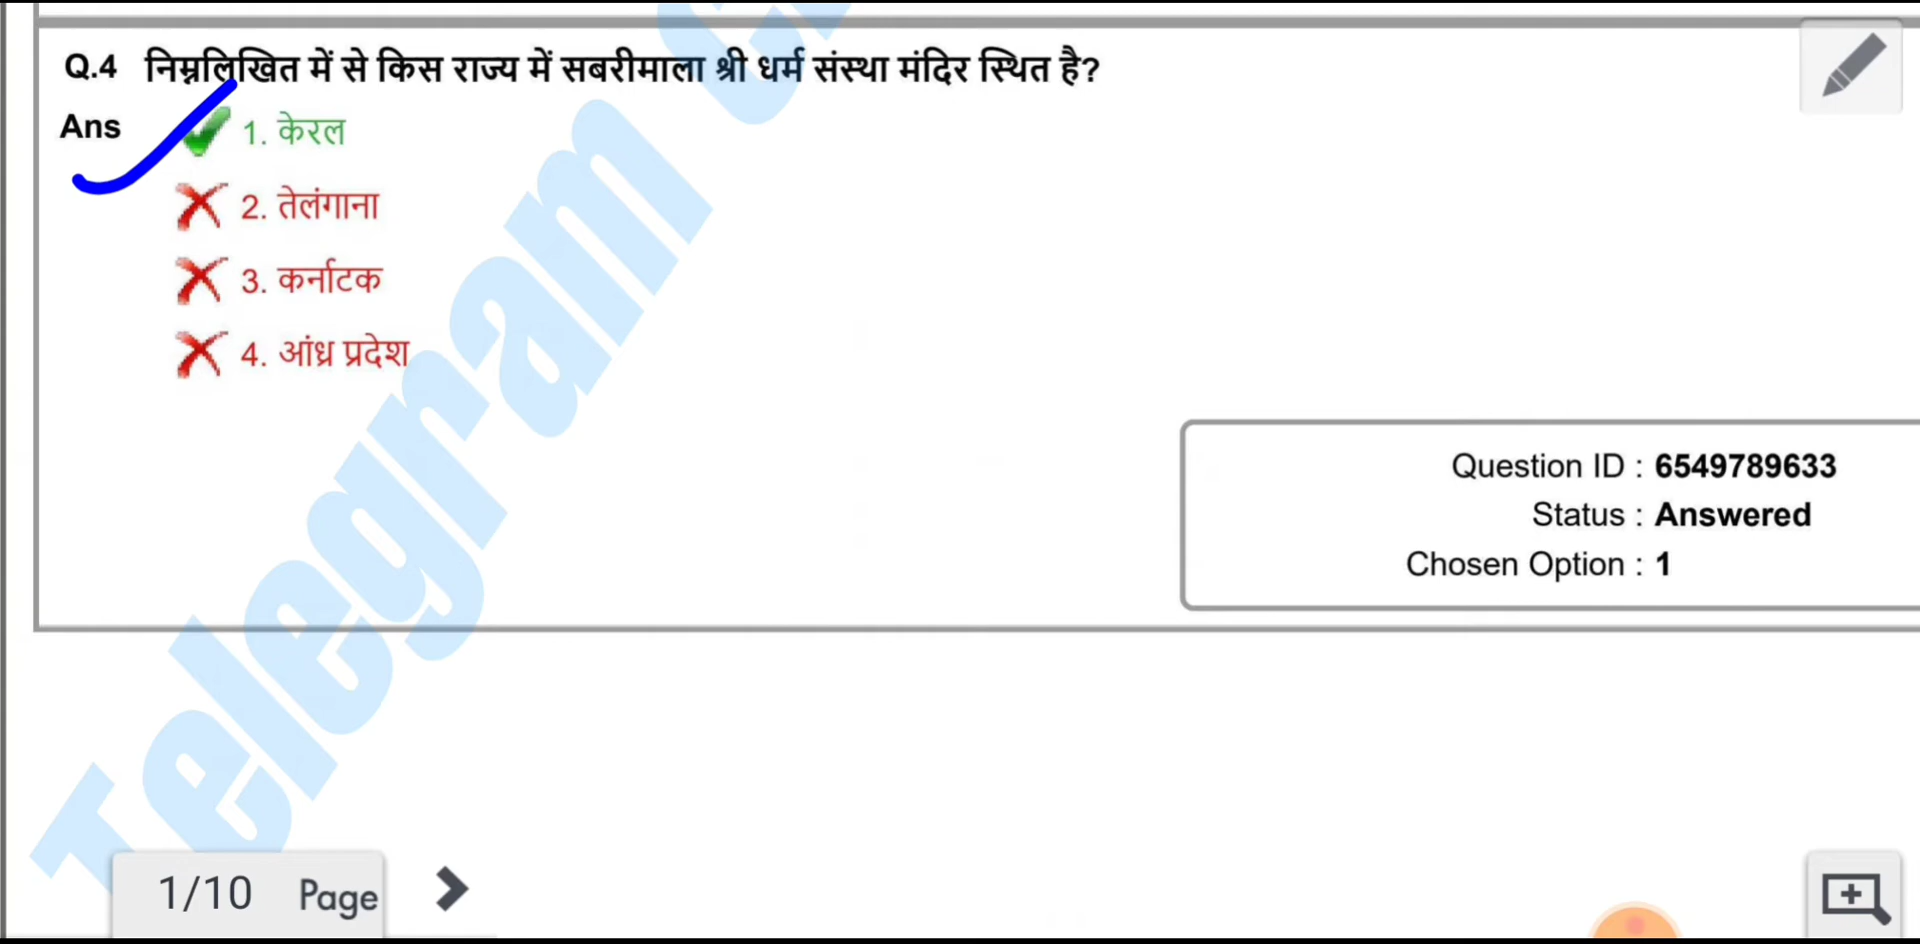 Q.4 निम्नलिखित में से किस राज्य में सबरीमाला श्री धर्म संस्था मंदिर स्थित है?
Ans 1. केरल
2. तेलंगाना
3. कर्नाटक
4. आंध्र प्रदेश
Question ID : 6549789633
Status : Answered
Chosen Option : 1
Telegram
1/10 Page